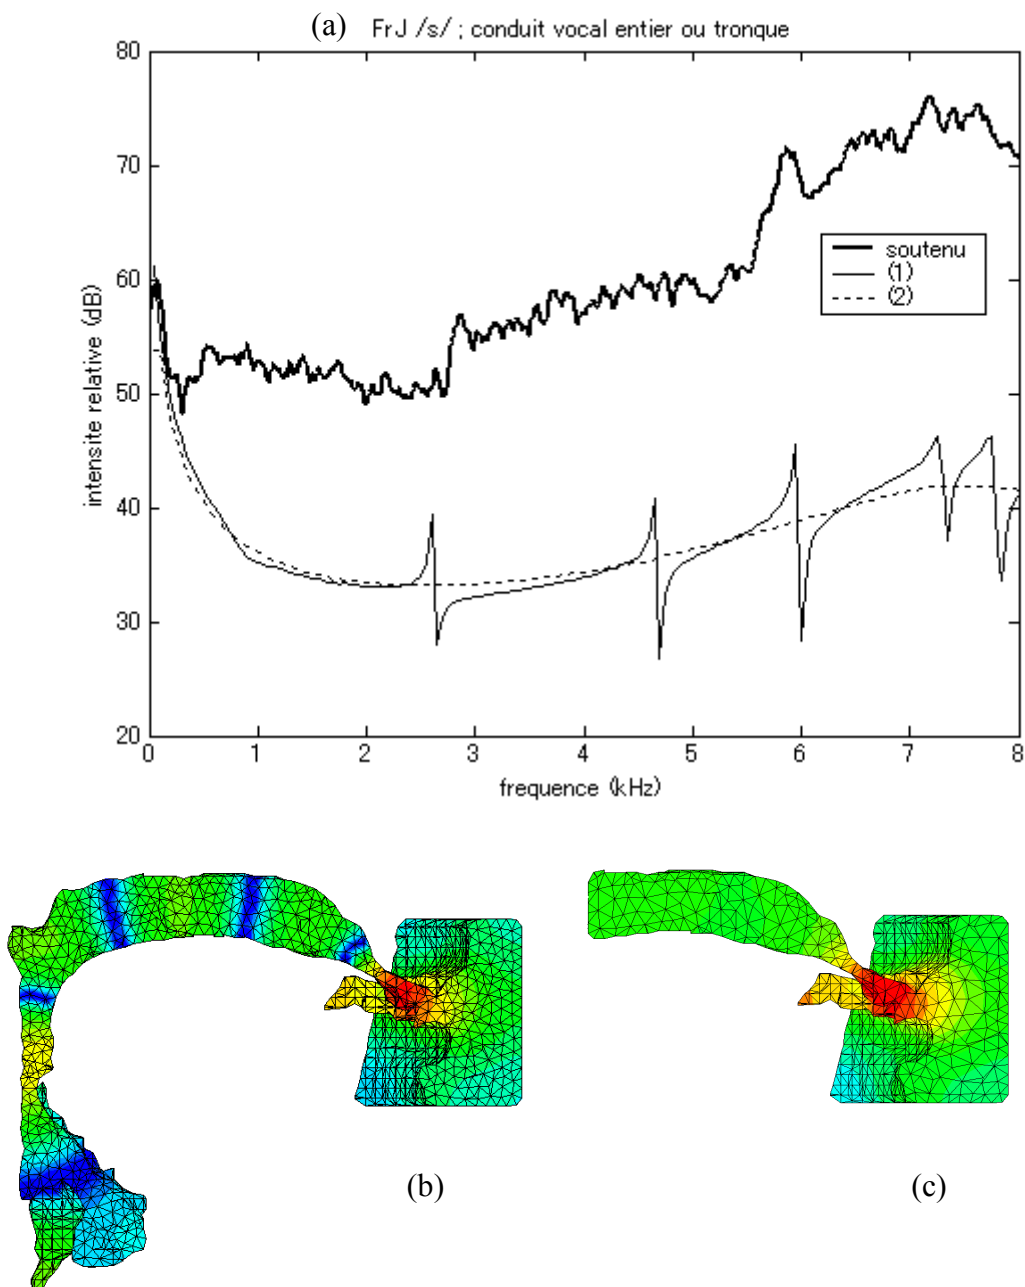 (a) FrJ /s/ ; conduit vocal entier ou tronque
80
70
60
50
40
30
20
intensite relative (dB)
soutenu
(1)
(2)
0 1 2 3 4 5 6 7 8
frequence (kHz)
(b) (c)